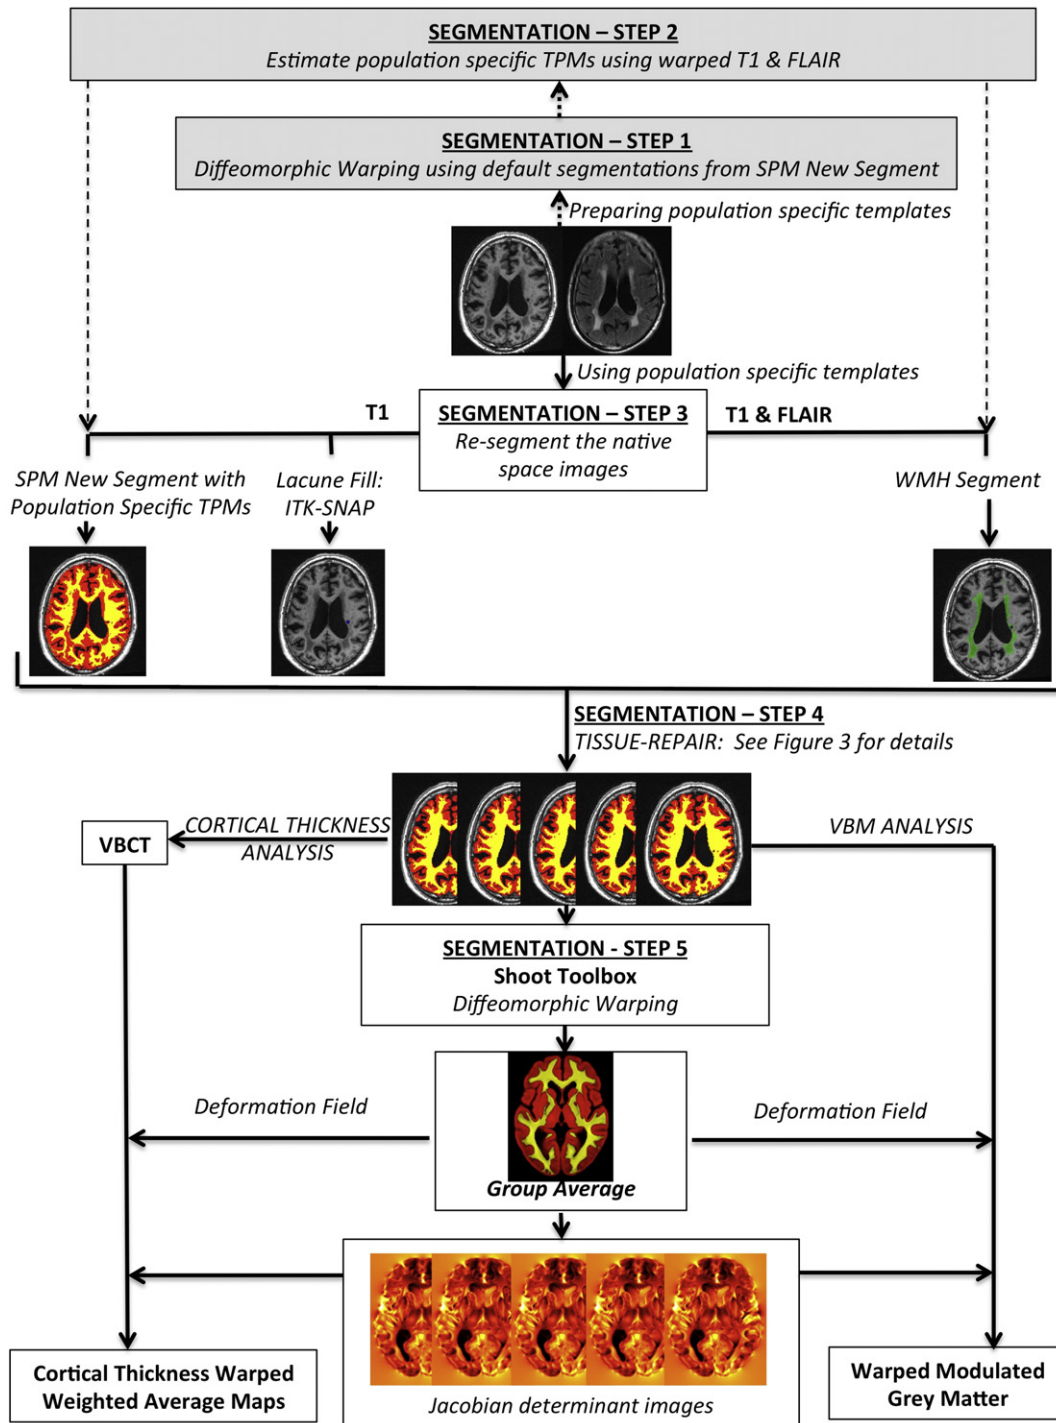 SEGMENTATION – STEP 2
Estimate population specific TPMs using warped T1 & FLAIR
SEGMENTATION – STEP 1
Diffeomorphic Warping using default segmentations from SPM New Segment
Preparing population specific templates
Using population specific templates
T1
SEGMENTATION – STEP 3
T1 & FLAIR
Re-segment the native
space images
SPM New Segment with
Population Specific TPMs
Lacune Fill:
ITK-SNAP
WMH Segment
SEGMENTATION – STEP 4
TISSUE-REPAIR: See Figure 3 for details
VBCT
CORTICAL THICKNESS
ANALYSIS
VBM ANALYSIS
SEGMENTATION - STEP 5
Shoot Toolbox
Diffeomorphic Warping
Deformation Field
Deformation Field
Group Average
Cortical Thickness Warped
Weighted Average Maps
Jacobian determinant images
Warped Modulated
Grey Matter